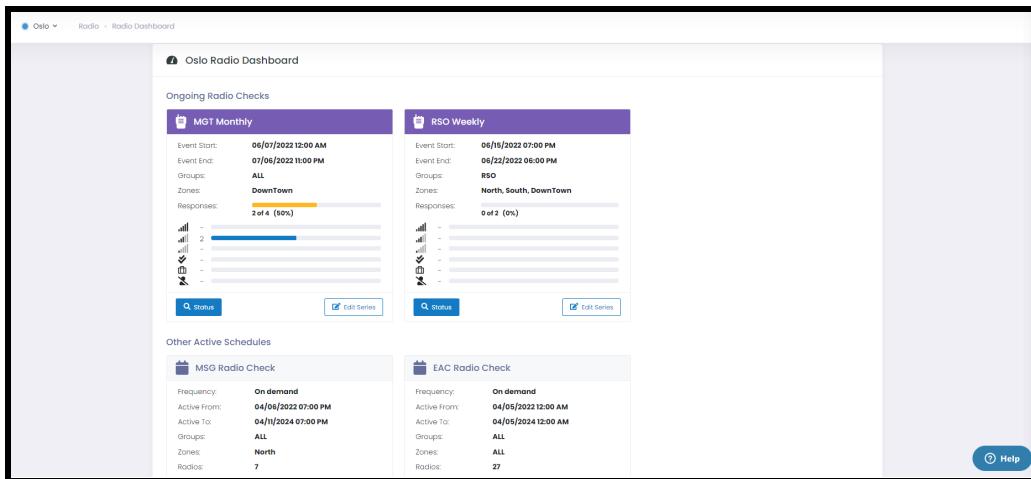 Oslo
Radio - Radio Dashboard
Oslo Radio Dashboard
Ongoing Radio Checks
MGT Monthly
Event Start: 06/07/2022 12:00 AM
Event End: 07/06/2022 11:00 PM
Groups: ALL
Zones: DownTown
Responses:
2 of 4 (50%)
-
2
-
-
-
-
Status
Edit Series
RSO Weekly
Event Start: 06/15/2022 07:00 PM
Event End: 06/22/2022 06:00 PM
Groups: RSO
Zones: North, South, DownTown
Responses:
0 of 2 (0%)
-
-
-
-
-
-
Status
Edit Series
Other Active Schedules
MSG Radio Check
Frequency: On demand
Active From: 04/06/2022 07:00 PM
Active To: 04/11/2024 07:00 PM
Groups: ALL
Zones: North
Radios: 7
EAC Radio Check
Frequency: On demand
Active From: 04/05/2022 12:00 AM
Active To: 04/05/2024 12:00 AM
Groups: ALL
Zones: ALL
Radios: 27
Help